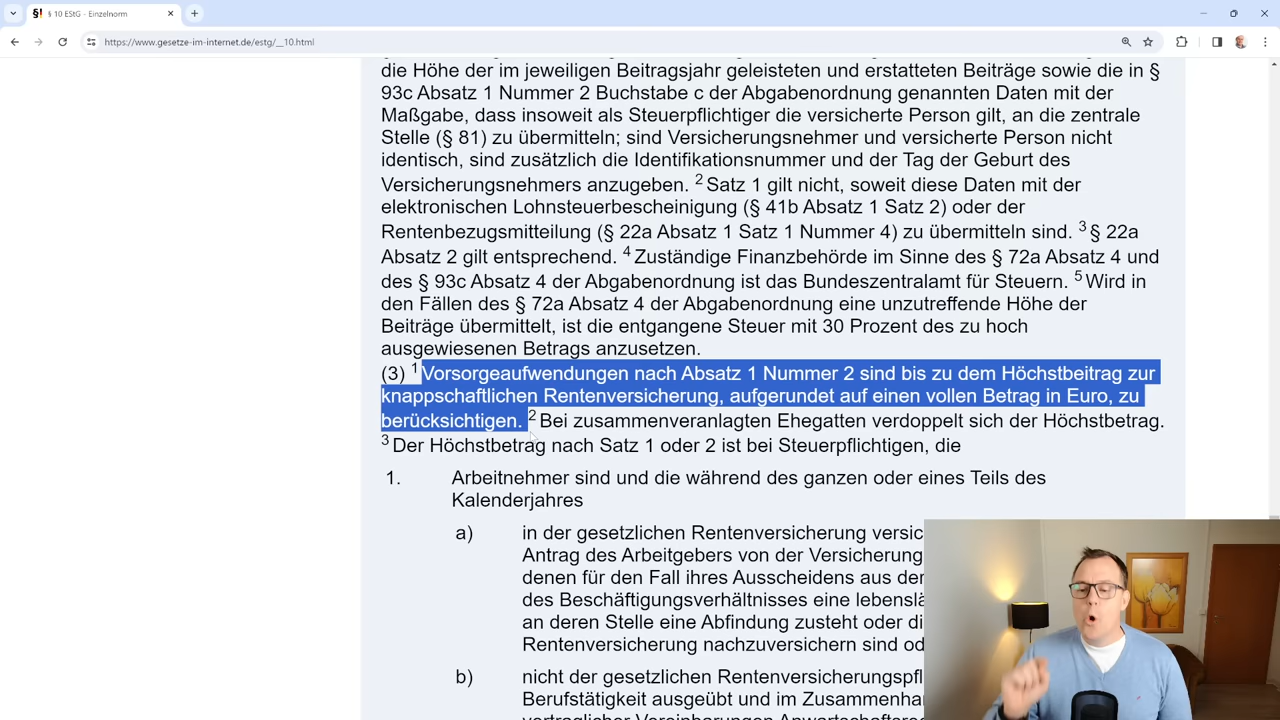 § 10 EStG - Einzelnorm
https://www.gesetze-im-internet.de/estg/__10.html
die Höhe der im jeweiligen Beitragsjahr geleisteten und erstatteten Beiträge sowie die in §
93c Absatz 1 Nummer 2 Buchstabe c der Abgabenordnung genannten Daten mit der
Maßgabe, dass insoweit als Steuerpflichtiger die versicherte Person gilt, an die zentrale
Stelle (§ 81) zu übermitteln; sind Versicherungsnehmer und versicherte Person nicht
identisch, sind zusätzlich die Identifikationsnummer und der Tag der Geburt des
Versicherungsnehmers anzugeben. 2 Satz 1 gilt nicht, soweit diese Daten mit der
elektronischen Lohnsteuerbescheinigung (§ 41b Absatz 1 Satz 2) oder der
Rentenbezugsmitteilung (§ 22a Absatz 1 Satz 1 Nummer 4) zu übermitteln sind. 3 § 22a
Absatz 2 gilt entsprechend. 4 Zuständige Finanzbehörde im Sinne des § 72a Absatz 4 und
des § 93c Absatz 4 der Abgabenordnung ist das Bundeszentralamt für Steuern. 5 Wird in
den Fällen des § 72a Absatz 4 der Abgabenordnung eine unzutreffende Höhe der
Beiträge übermittelt, ist die entgangene Steuer mit 30 Prozent des zu hoch
ausgewiesenen Betrags anzusetzen.
(3) 1 Vorsorgeaufwendungen nach Absatz 1 Nummer 2 sind bis zu dem Höchstbeitrag zur
knappschaftlichen Rentenversicherung, aufgerundet auf einen vollen Betrag in Euro, zu
berücksichtigen. 2 Bei zusammenveranlagten Ehegatten verdoppelt sich der Höchstbetrag.
3 Der Höchstbetrag nach Satz 1 oder 2 ist bei Steuerpflichtigen, die
1. Arbeitnehmer sind und die während des ganzen oder eines Teils des
Kalenderjahres
a) in der gesetzlichen Rentenversicherung versic
Antrag des Arbeitgebers von der Versicherung
denen für den Fall ihres Ausscheidens aus der
des Beschäftigungsverhältnisses eine lebenslä
an deren Stelle eine Abfindung zusteht oder di
Rentenversicherung nachzuversichern sind od
b) nicht der gesetzlichen Rentenversicherungspfl
Berufstätigkeit ausgeübt und im Zusammenha